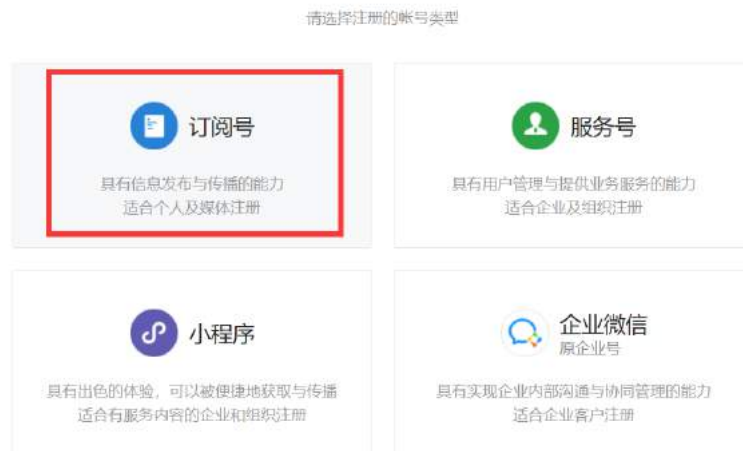 请选择注册的帐号类型
订阅号
具有信息发布与传播的能力
适合个人及媒体注册
服务号
具有用户管理与提供业务服务的能力
适合企业及组织注册
小程序
具有出色的体验，可以被便捷地获取与传播
适合有服务内容的企业和组织注册
企业微信
原企业号
具有实现企业内部沟通与协同管理的能力
适合企业客户注册